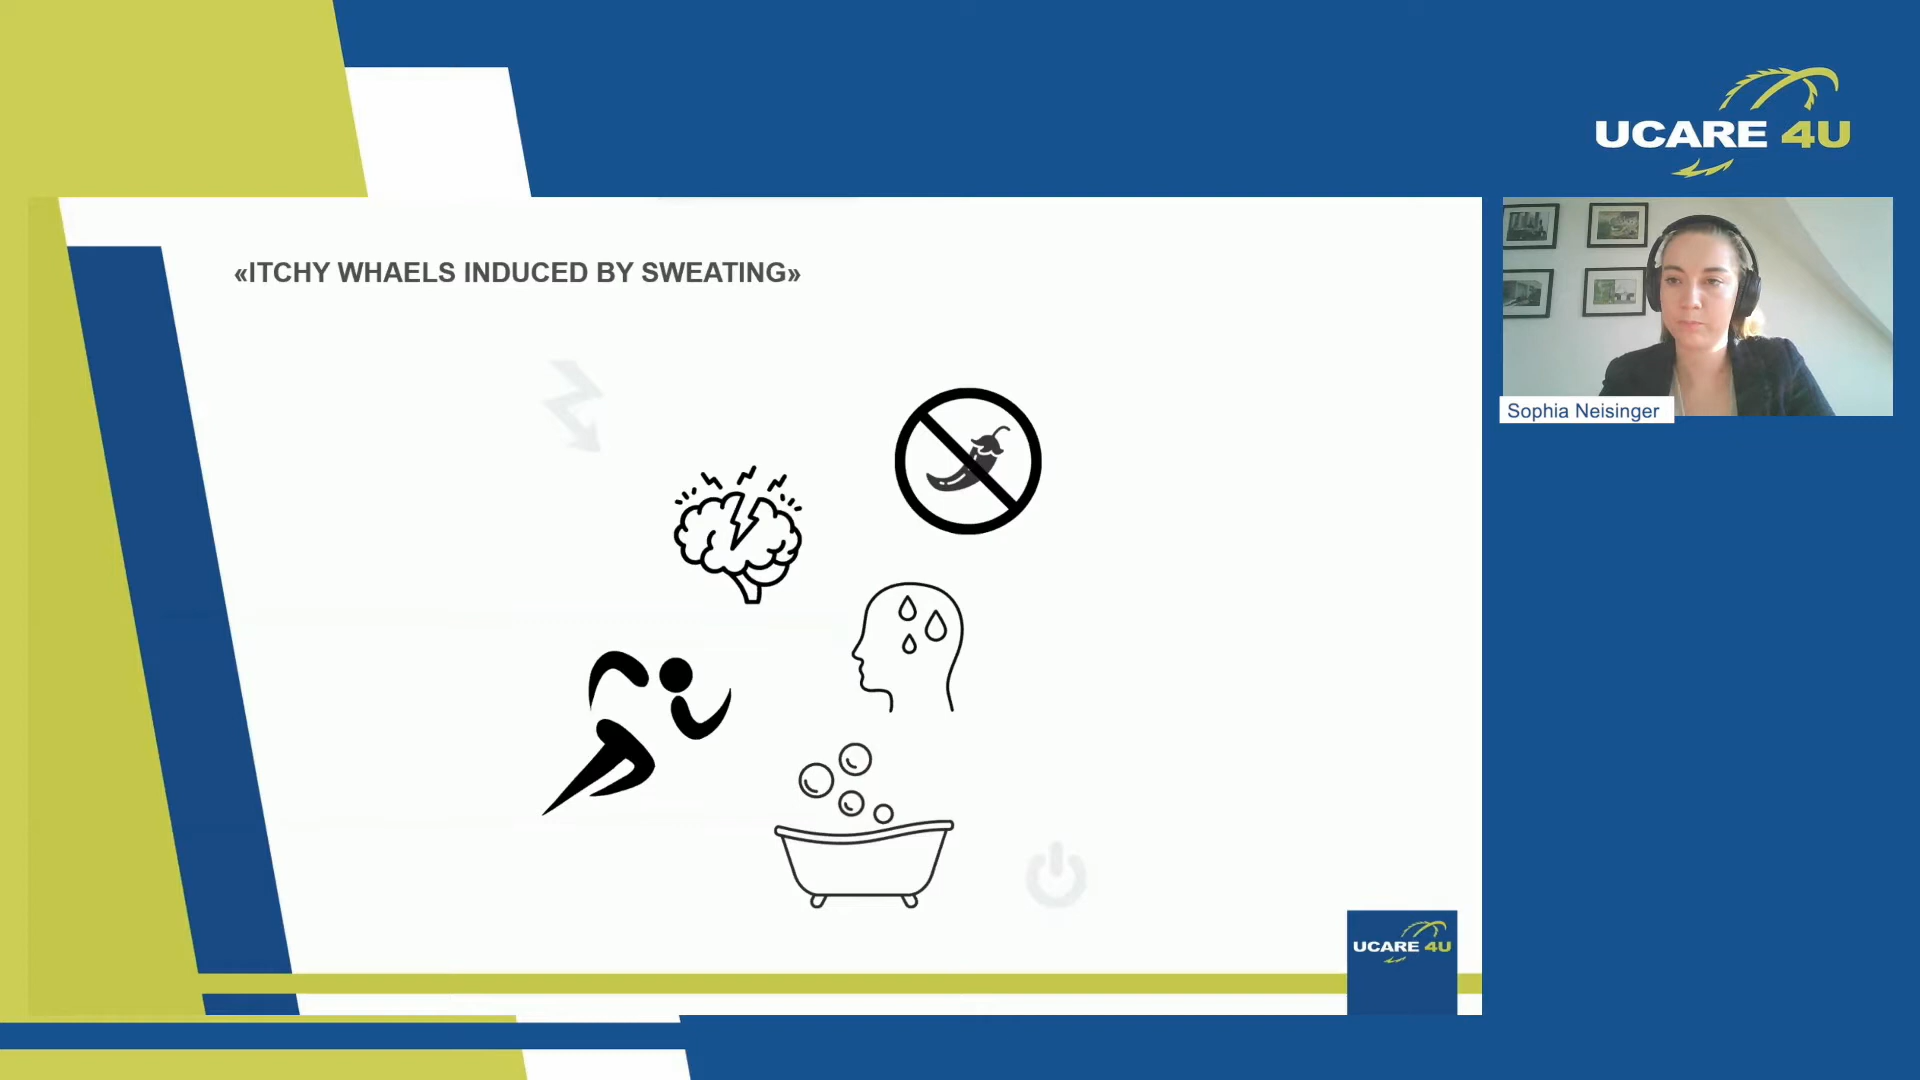 UCARE 4U
«ITCHY WHAELS INDUCED BY SWEATING»
Sophia Neisinger
UCARE 4U